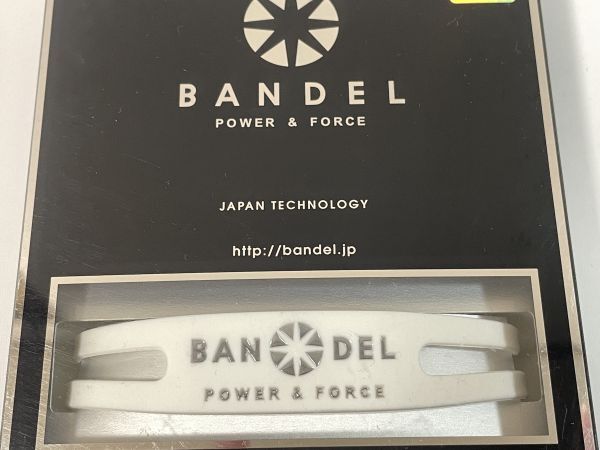 BANDEL
POWER & FORCE
JAPAN TECHNOLOGY
http://bandel.jp
BAN DEL
POWER & FORCE